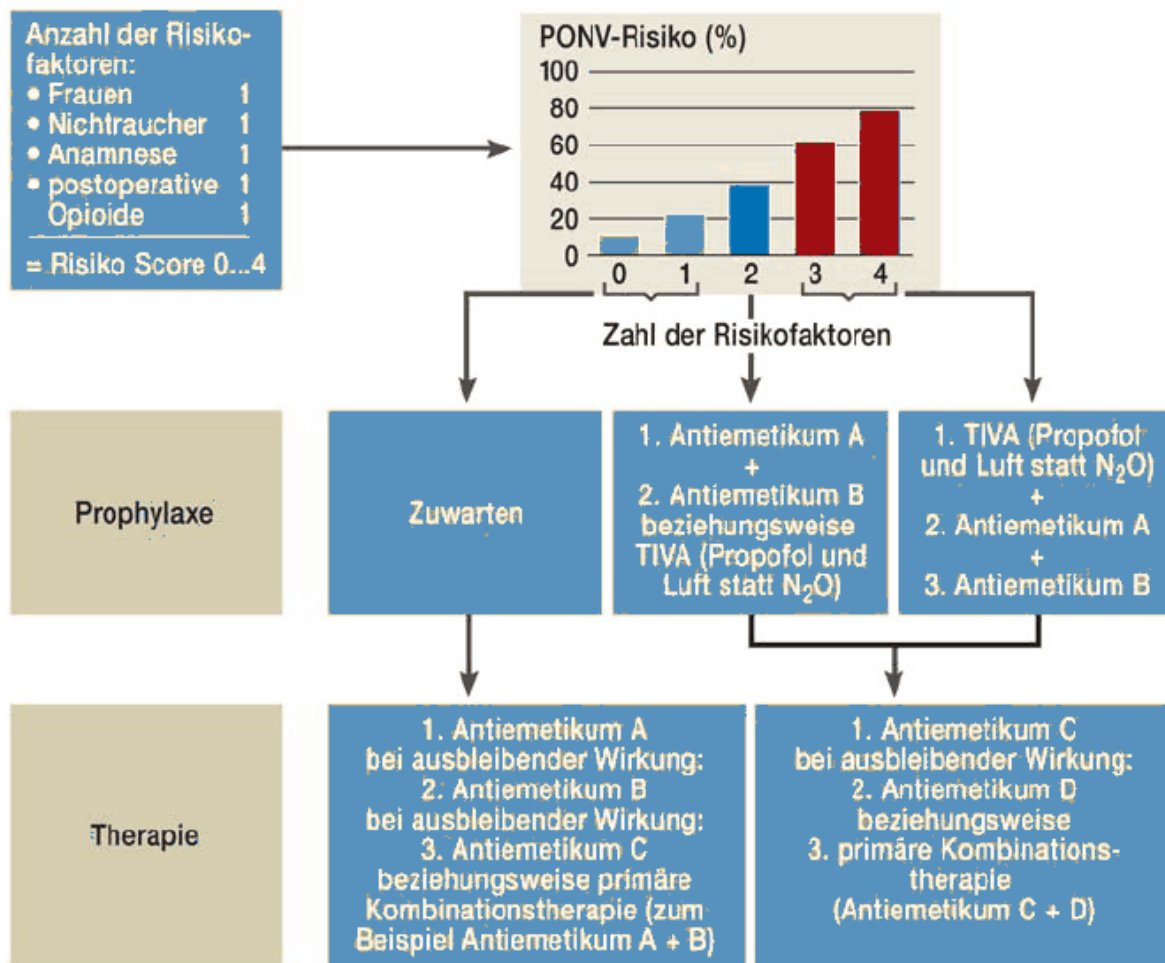 Anzahl der Risiko-
faktoren:
• Frauen 1
• Nichtraucher 1
• Anamnese 1
• postoperative 1
Opioide 1
= Risiko Score 0...4
PONV-Risiko (%)
100
80
60
40
20
0
0 1 2 3 4
Zahl der Risikofaktoren
Prophylaxe
Zuwarten
1. Antiemetikum A
+
2. Antiemetikum B
beziehungsweise
TIVA (Propofol und
Luft statt N₂O)
1. TIVA (Propofol
und Luft statt N₂O)
+
2. Antiemetikum A
+
3. Antiemetikum B
Therapie
1. Antiemetikum A
bei ausbleibender Wirkung:
2. Antiemetikum B
bei ausbleibender Wirkung:
3. Antiemetikum C
beziehungsweise primäre
Kombinationstherapie (zum
Beispiel Antiemetikum A + B)
1. Antiemetikum C
bei ausbleibender Wirkung:
2. Antiemetikum D
beziehungsweise
3. primäre Kombinations-
therapie
(Antiemetikum C + D)